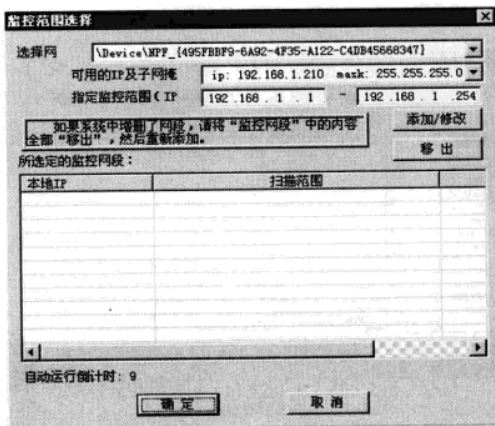 监控范围选择
选择网 \Device\NPF_{495FBBF9-6A92-4F35-A122-C4DB45668347}
可用的IP及子网掩 ip: 192.168.1.210 mask: 255.255.255.0
指定监控范围(IP 192 .168 . 1 . 1 - 192 .168 . 1 .254
如果系统中增删了网段,请将“监控网段”中的内容
全部“移出”,然后重新添加。
添加/修改
移 出
所选定的监控网段:
本地IP 扫描范围
自动运行倒计时: 9
确 定 取 消